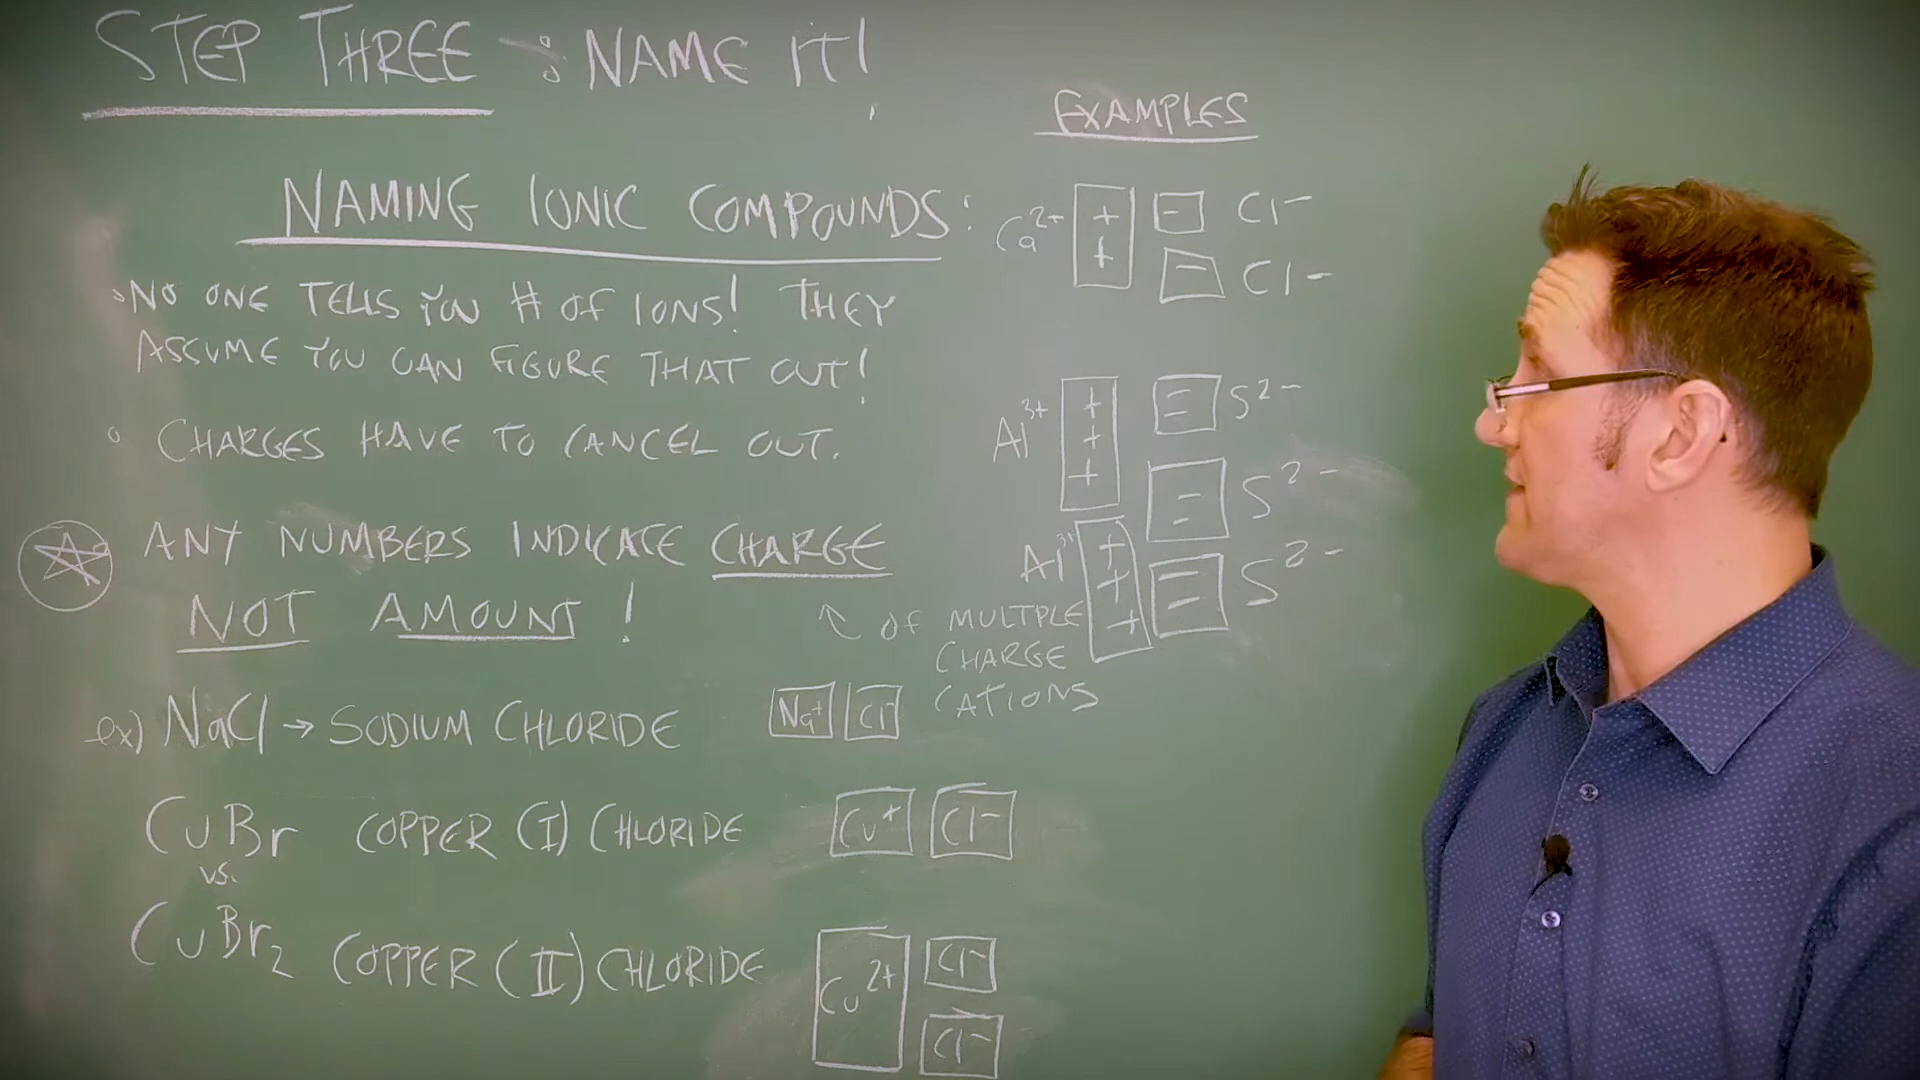 STEP THREE : NAME IT!
NAMING IONIC COMPOUNDS:
◦ NO ONE TELLS YOU # OF IONS! THEY
ASSUME YOU CAN FIGURE THAT OUT!
◦ CHARGES HAVE TO CANCEL OUT.
ANY NUMBERS INDICATE CHARGE
NOT AMOUNT!
OF MULTPLE
CHARGE
CATIONS
ex) NaCl → SODIUM CHLORIDE
Na+ Cl-
CuBr COPPER (I) CHLORIDE
Cu+ Cl-
vs.
CuBr2 COPPER (II) CHLORIDE
Cu2+ Cl-
Cl-
EXAMPLES
Ca2+ + - Cl-
+ - Cl-
Al3+ + = S2-
+
+ = S2-
Al3+ + = S2-
+
+